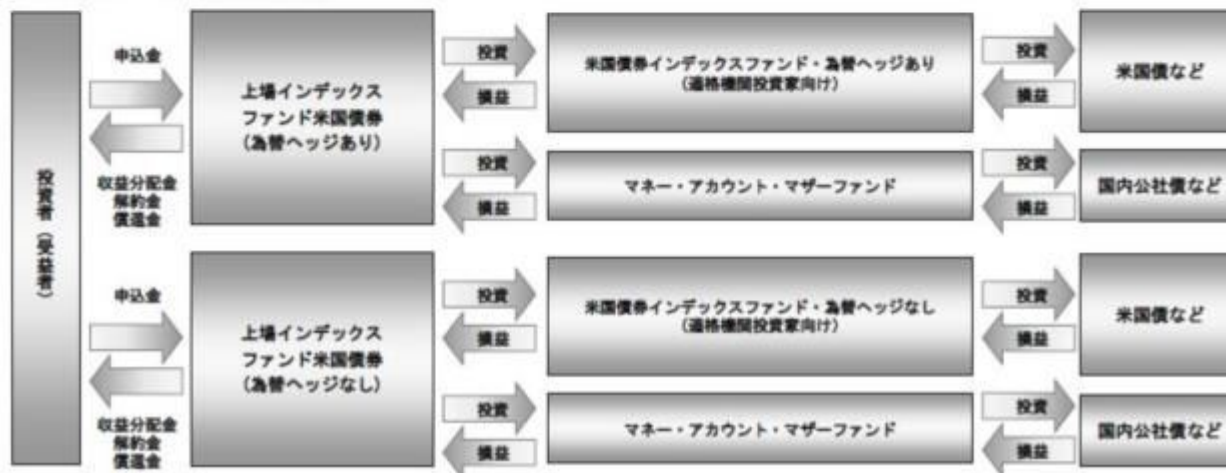 投資者（受益者）
申込金
収益分配金
解約金
償還金
上場インデックス
ファンド米国債券
(為替ヘッジあり)
投資
損益
米国債券インデックスファンド・為替ヘッジあり
(適格機関投資家向け)
投資
損益
米国債など
投資
損益
マネー・アカウント・マザーファンド
投資
損益
国内公社債など
申込金
収益分配金
解約金
償還金
上場インデックス
ファンド米国債券
(為替ヘッジなし)
投資
損益
米国債券インデックスファンド・為替ヘッジなし
(適格機関投資家向け)
投資
損益
米国債など
投資
損益
マネー・アカウント・マザーファンド
投資
損益
国内公社債など